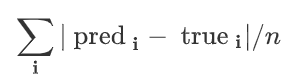 ∑ᵢ | pred ᵢ − true ᵢ|/n